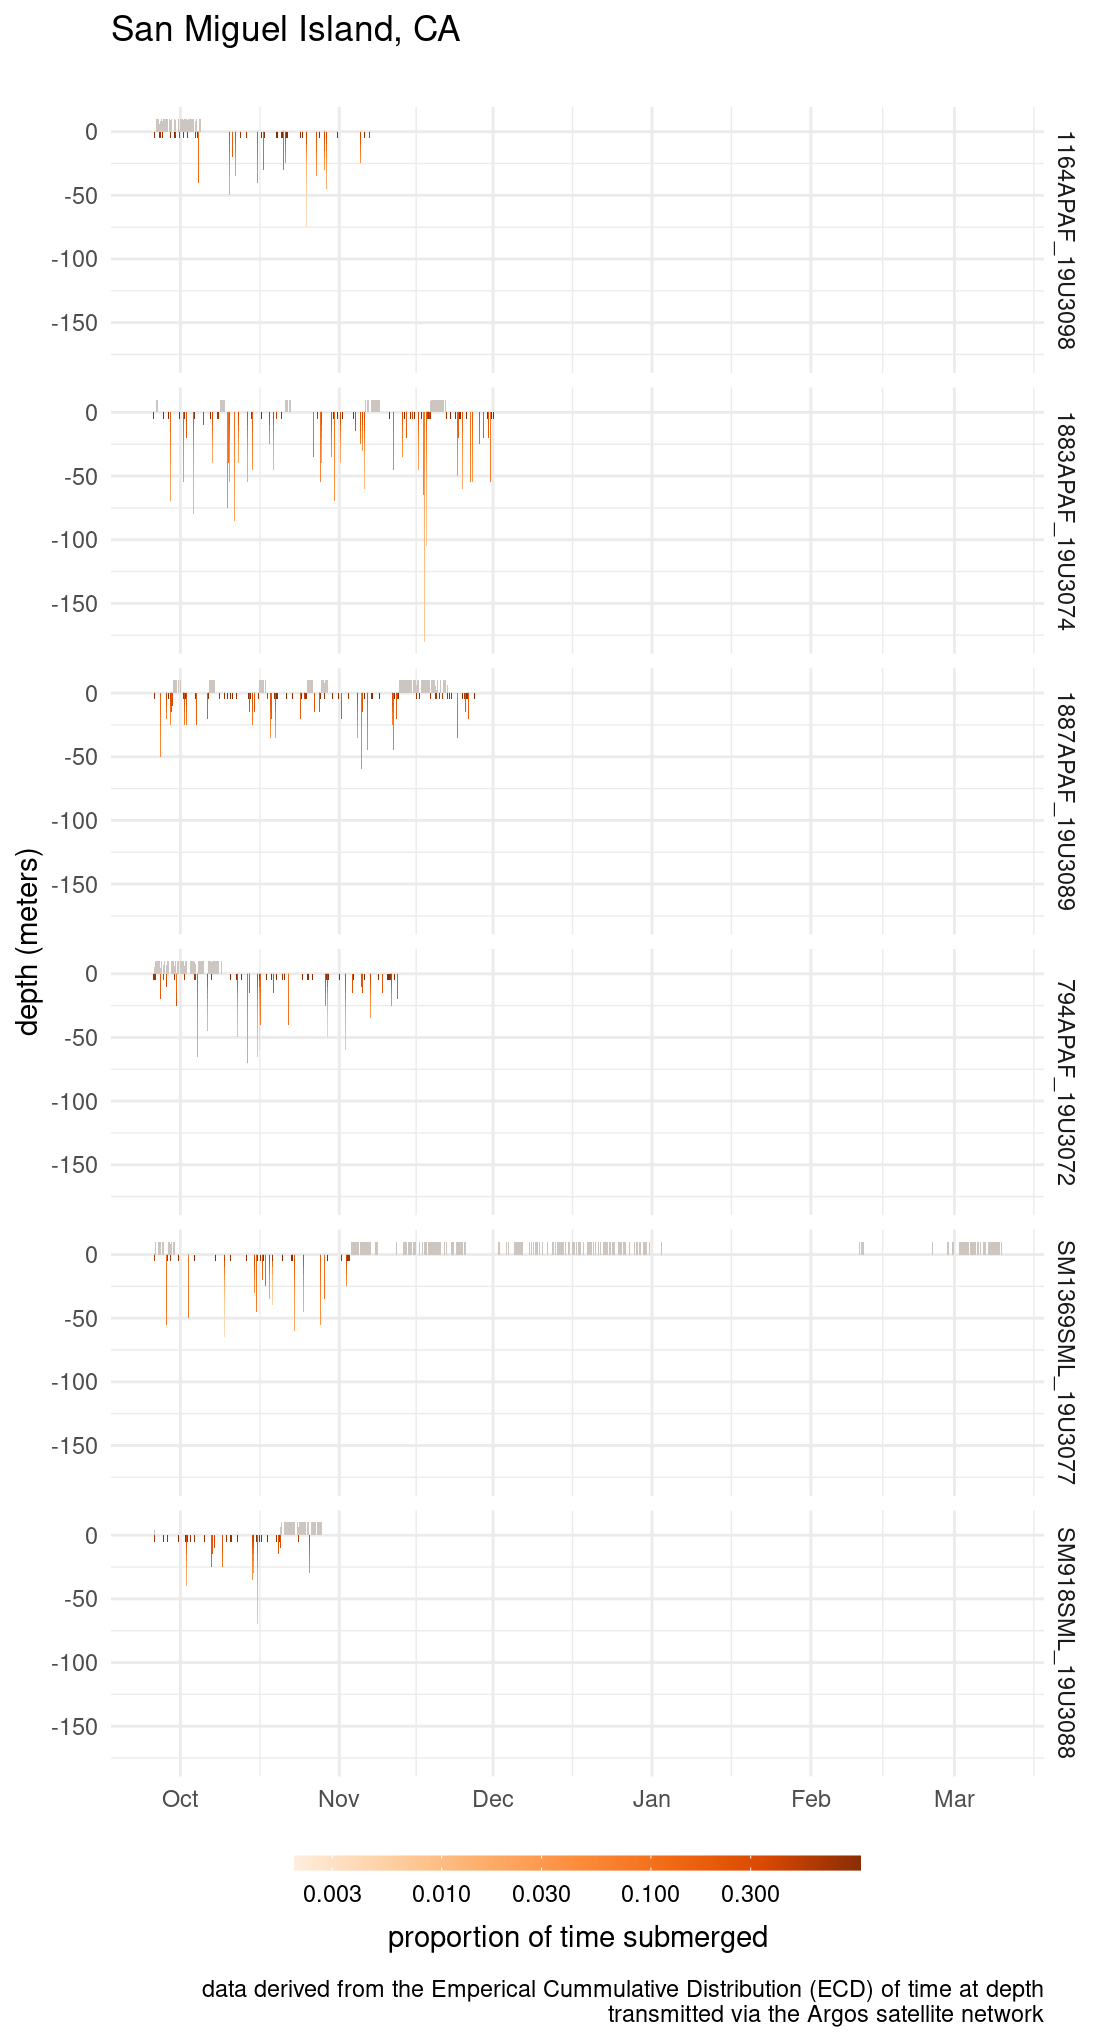 San Miguel Island, CA
0
-50
-100
-150
1164APAF_19U3098
0
-50
-100
-150
1883APAF_19U3074
0
-50
-100
-150
1887APAF_19U3089
depth (meters)
0
-50
-100
-150
794APAF_19U3072
0
-50
-100
-150
SM1369SML_19U3077
0
-50
-100
-150
SM918SML_19U3088
Oct Nov Dec Jan Feb Mar
0.003 0.010 0.030 0.100 0.300
proportion of time submerged
data derived from the Emperical Cummulative Distribution (ECD) of time at depth
transmitted via the Argos satellite network